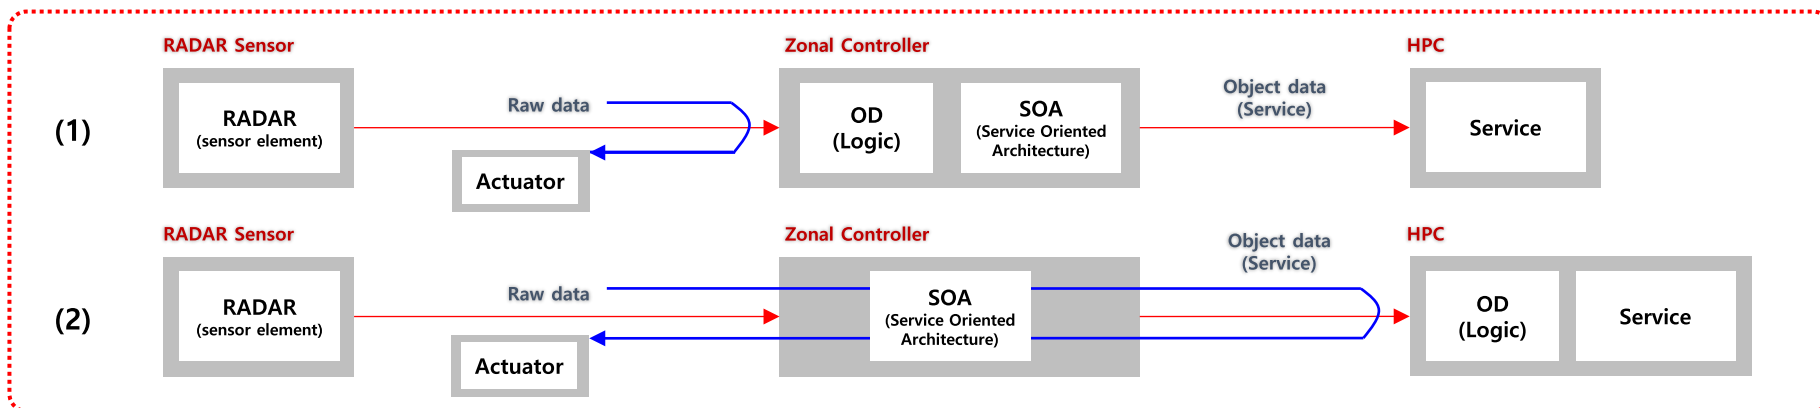 RADAR Sensor
Zonal Controller
HPC
(1)
RADAR
(sensor element)
Raw data
Actuator
OD
(Logic)
SOA
(Service Oriented
Architecture)
Object data
(Service)
Service
RADAR Sensor
Zonal Controller
HPC
(2)
RADAR
(sensor element)
Raw data
Actuator
SOA
(Service Oriented
Architecture)
Object data
(Service)
OD
(Logic)
Service